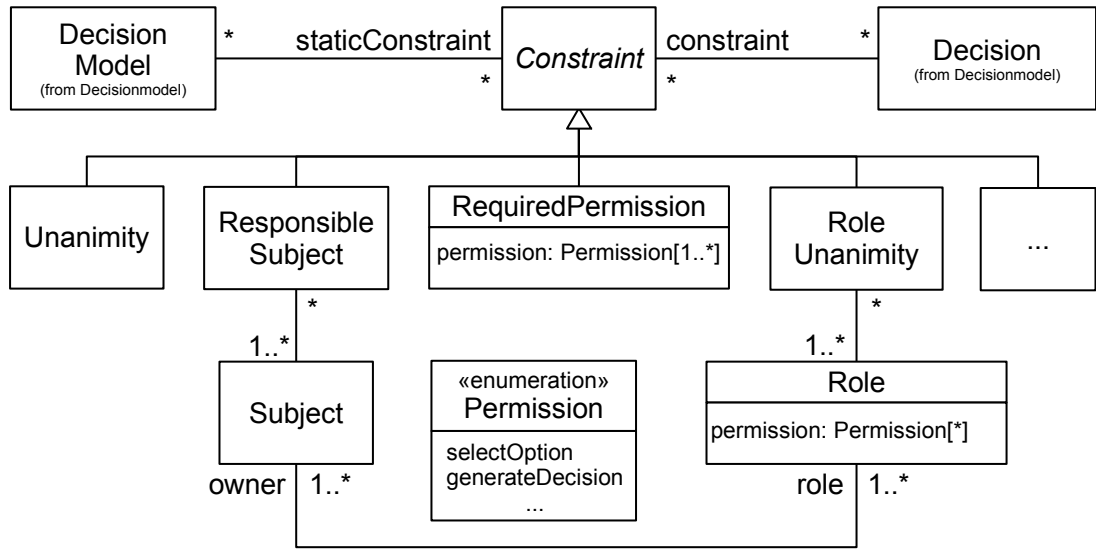 Decision
Model
(from Decisionmodel)
*
staticConstraint
*
Constraint
constraint
*
*
Decision
(from Decisionmodel)
Unanimity
Responsible
Subject
RequiredPermission
permission: Permission[1..*]
Role
Unanimity
...
*
1..*
*
1..*
Subject
«enumeration»
Permission
selectOption
generateDecision
...
Role
permission: Permission[*]
owner
1..*
role
1..*